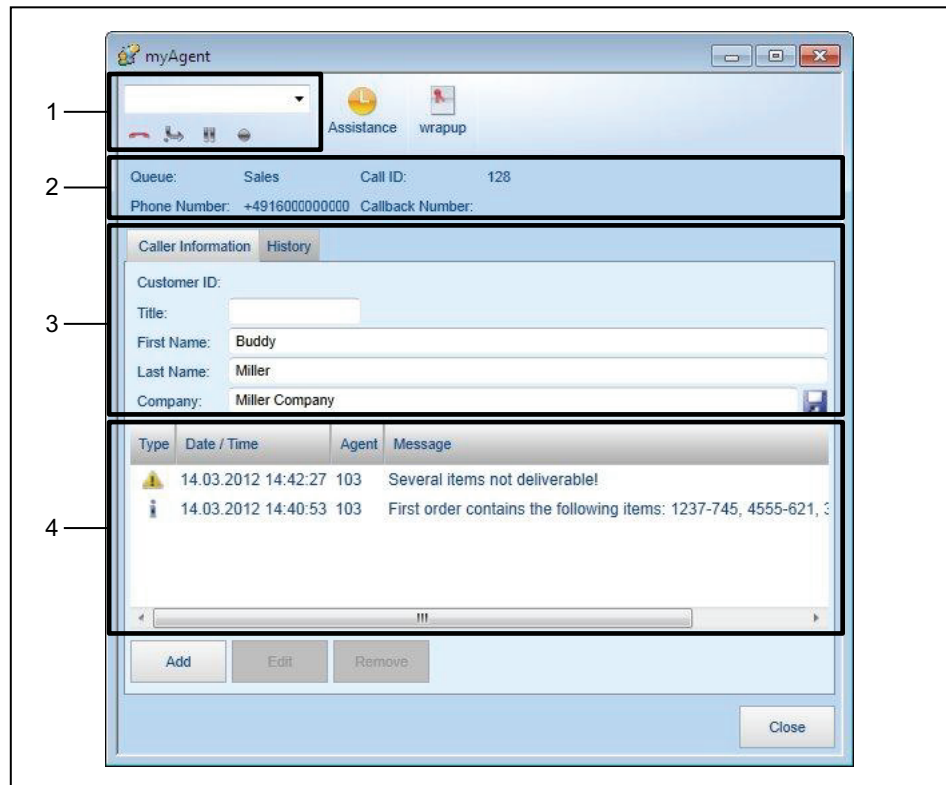 myAgent
1
Assistance wrapup
2
Queue: Sales Call ID: 128
Phone Number: +4916000000000 Callback Number:
Caller Information History
Customer ID:
Title:
3
First Name: Buddy
Last Name: Miller
Company: Miller Company
Type Date / Time Agent Message
14.03.2012 14:42:27 103 Several items not deliverable!
14.03.2012 14:40:53 103 First order contains the following items: 1237-745, 4555-621,
4
Add Edit Remove
Close